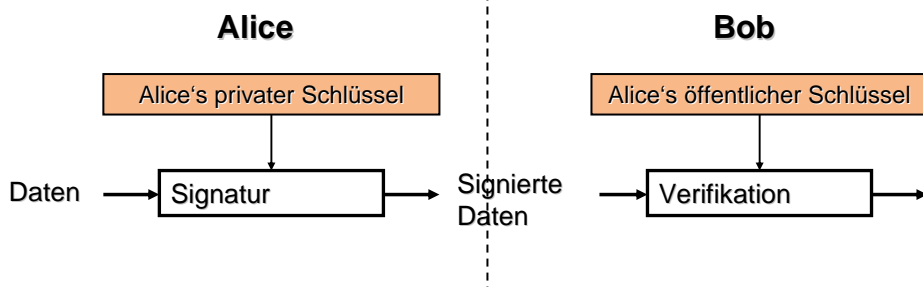 Alice
Bob
Alice‘s privater Schlüssel
Alice‘s öffentlicher Schlüssel
Daten
Signatur
Signierte
Daten
Verifikation